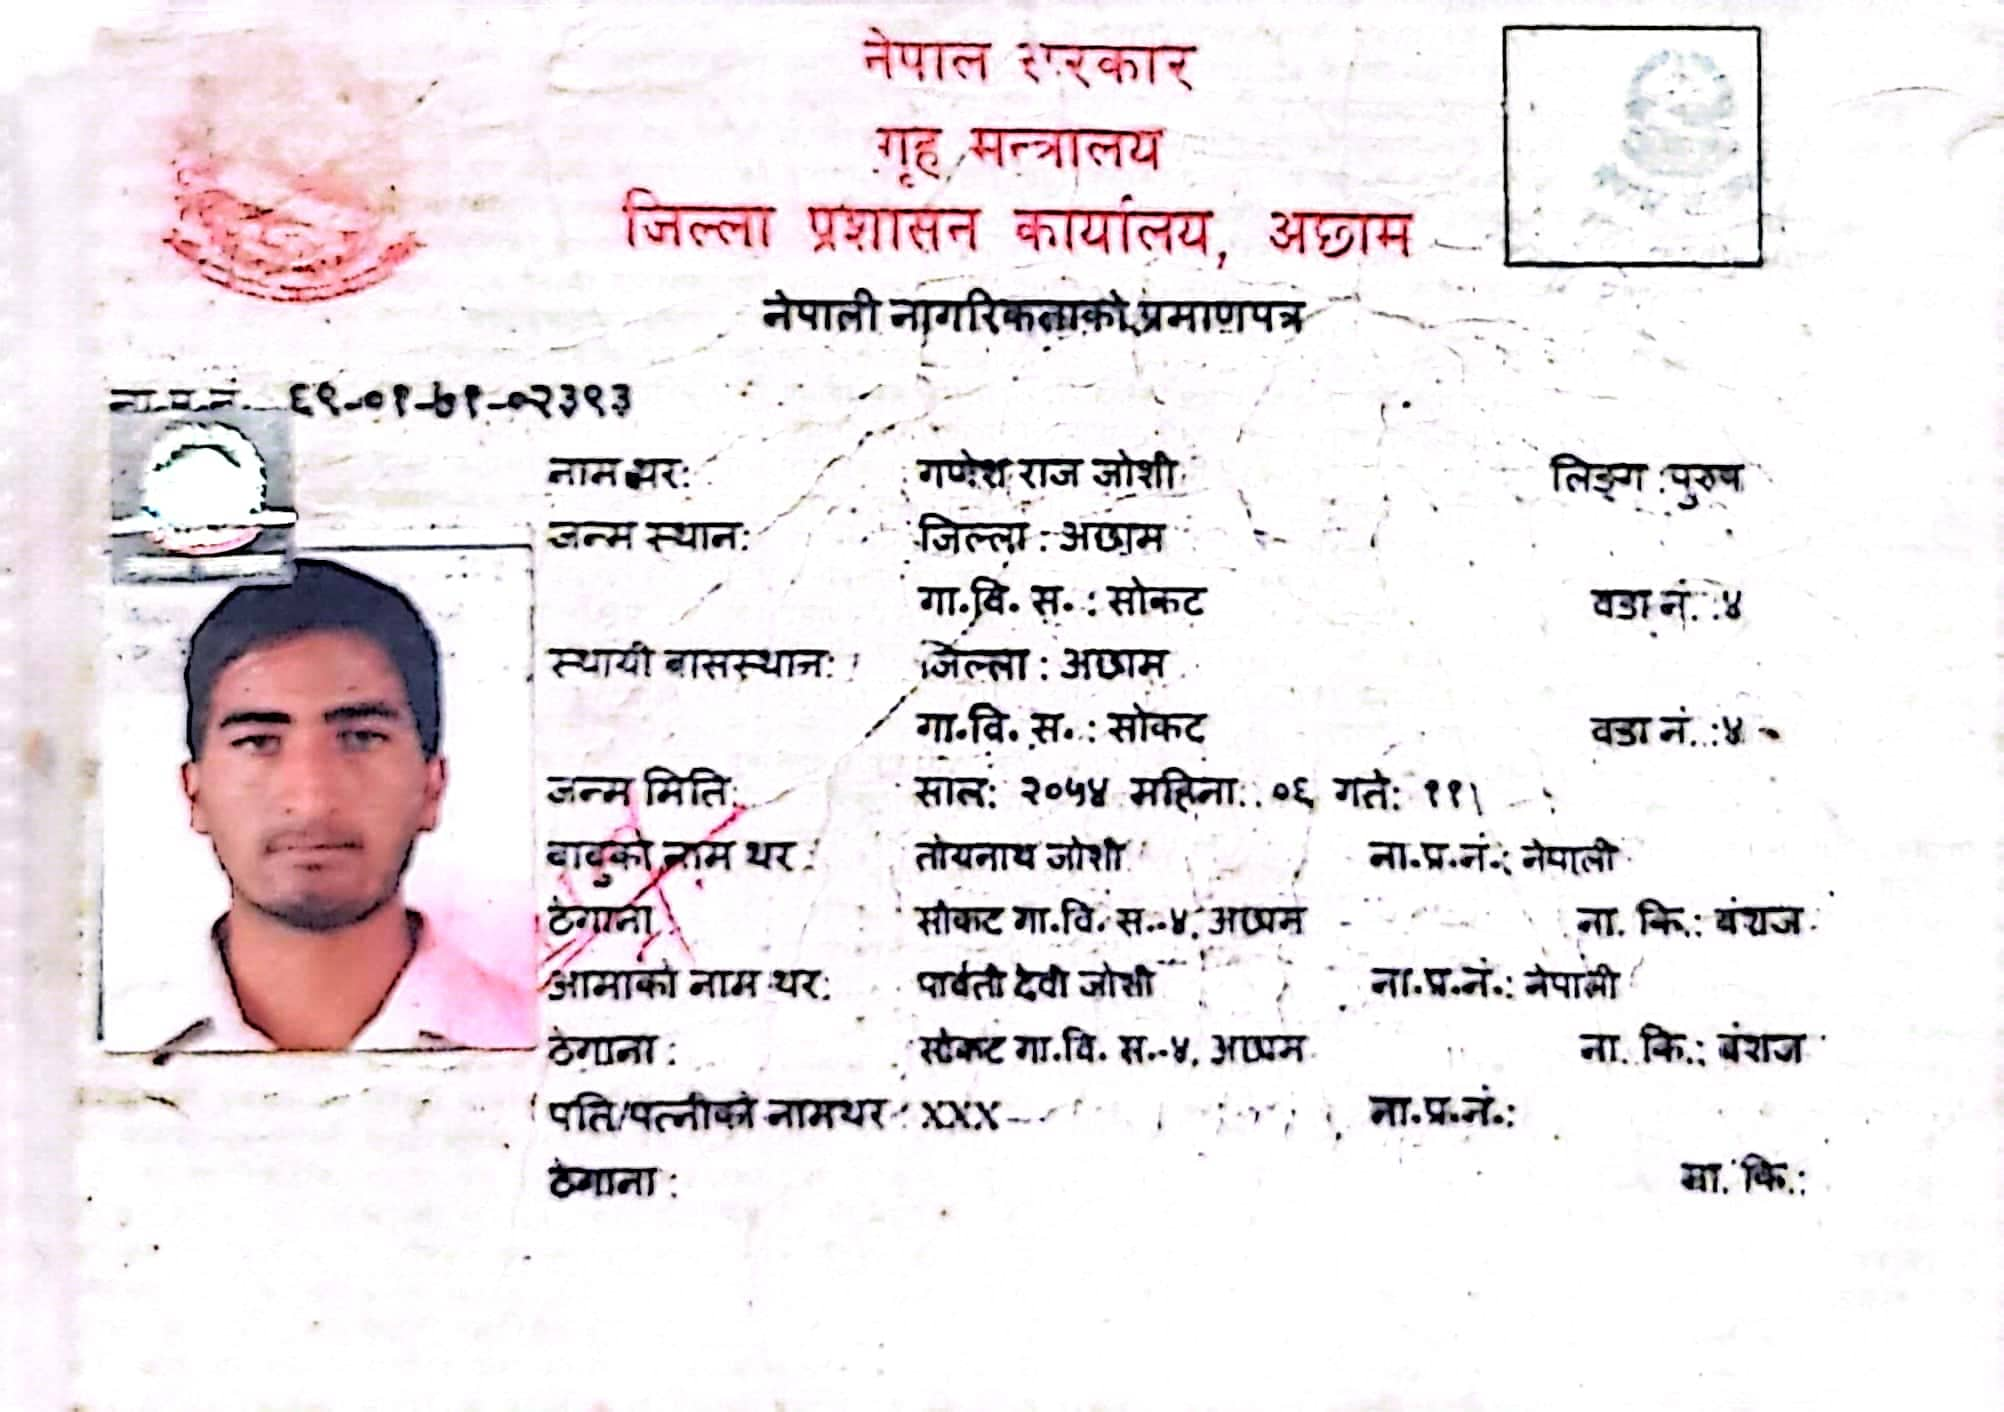 नेपाल सरकार
गृह मन्त्रालय
जिल्ला प्रशासन कार्यालय, अछाम
नेपाली नागरिकताको प्रमाणपत्र
ना.प्र.नं. ६९-०१-७१-०२३९३
नाम थर: गणेश राज जोशी लिङ्ग : पुरुष
जन्म स्थान: जिल्ला : अछाम
गा.वि. स. : सोकट वडा नं. : ४
स्थायी बासस्थान: जिल्ला : अछाम
गा.वि. स. : सोकट वडा नं. : ४
जन्म मिति: साल: २०५४ महिना: ०६ गते: ११
बाबुको नाम थर : तोयनाथ जोशी ना.प्र.नं.: नेपाली
ठेगाना सोकट गा.वि. स.-४, अछाम ना. कि.: वंशज
आमाको नाम थर: पार्वती देवी जोशी ना.प्र.नं.: नेपाली
ठेगाना : सोकट गा.वि. स.-४, अछाम ना. कि.: वंशज
पति/पत्नीको नामथर : XXX ना.प्र.नं.:
ठेगाना : ना. कि.: